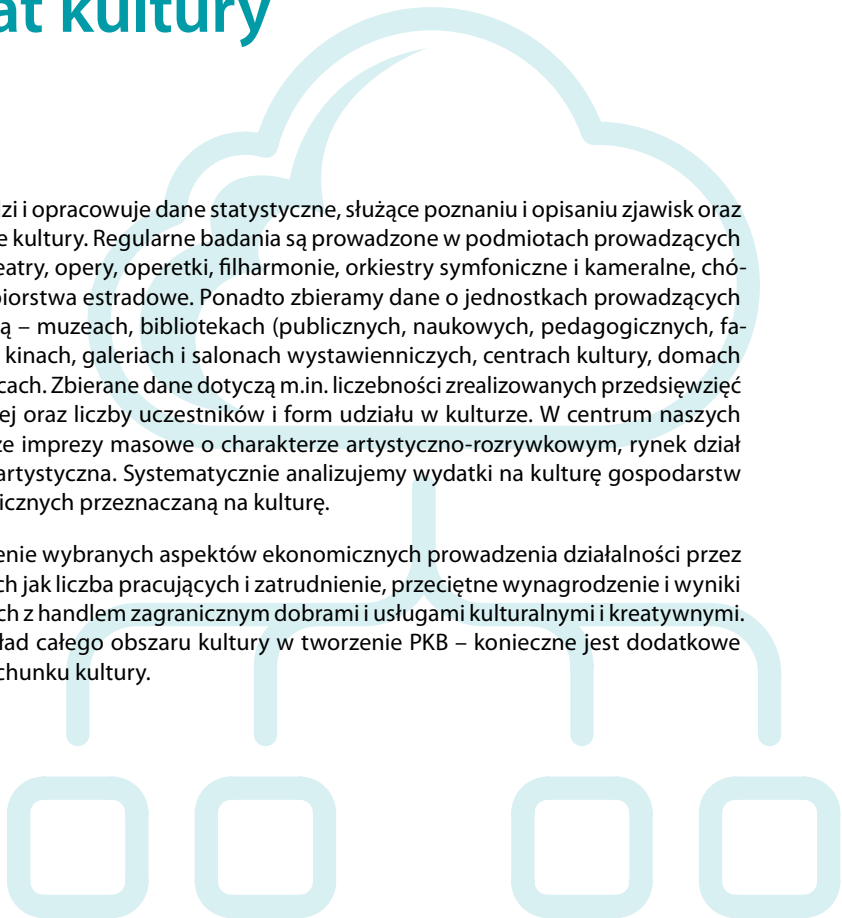 at kultury
zi i opracowuje dane statystyczne, służące poznaniu i opisaniu zjawisk oraz
e kultury. Regularne badania są prowadzone w podmiotach prowadzących
eatry, opery, operetki, filharmonie, orkiestry symfoniczne i kameralne, chó-
biorstwa estradowe. Ponadto zbieramy dane o jednostkach prowadzących
ą – muzeach, bibliotekach (publicznych, naukowych, pedagogicznych, fa-
kinach, galeriach i salonach wystawienniczych, centrach kultury, domach
cach. Zbierane dane dotyczą m.in. liczebności zrealizowanych przedsięwzięć
ej oraz liczby uczestników i form udziału w kulturze. W centrum naszych
że imprezy masowe o charakterze artystyczno-rozrywkowym, rynek dział
artystyczna. Systematycznie analizujemy wydatki na kulturę gospodarstw
icznych przeznaczaną na kulturę.
enie wybranych aspektów ekonomicznych prowadzenia działalności przez
ch jak liczba pracujących i zatrudnienie, przeciętne wynagrodzenie i wyniki
ch z handlem zagranicznym dobrami i usługami kulturalnymi i kreatywnymi.
ład całego obszaru kultury w tworzenie PKB – konieczne jest dodatkowe
chunku kultury.